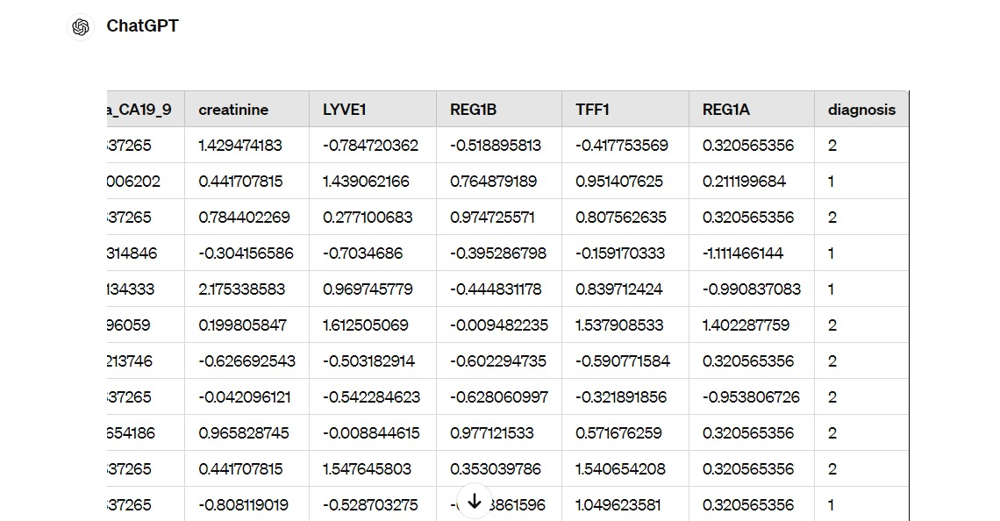 ChatGPT
a_CA19_9 creatinine LYVE1 REG1B TFF1 REG1A diagnosis
37265 1.429474183 -0.784720362 -0.518895813 -0.417753569 0.320565356 2
006202 0.441707815 1.439062166 0.764879189 0.951407625 0.211199684 1
37265 0.784402269 0.277100683 0.974725571 0.807562635 0.320565356 2
314846 -0.304156586 -0.7034686 -0.395286798 -0.159170333 -1.111466144 1
134333 2.175338583 0.969745779 -0.444831178 0.839712424 -0.990837083 1
96059 0.199805847 1.612505069 -0.009482235 1.537908533 1.402287759 2
213746 -0.626692543 -0.503182914 -0.602294735 -0.590771584 0.320565356 2
37265 -0.042096121 -0.542284623 -0.628060997 -0.321891856 -0.953806726 2
654186 0.965828745 -0.008844615 0.977121533 0.571676259 0.320565356 2
37265 0.441707815 1.547645803 0.353039786 1.540654208 0.320565356 2
37265 -0.808119019 -0.528703275 1.049623581 0.320565356 1